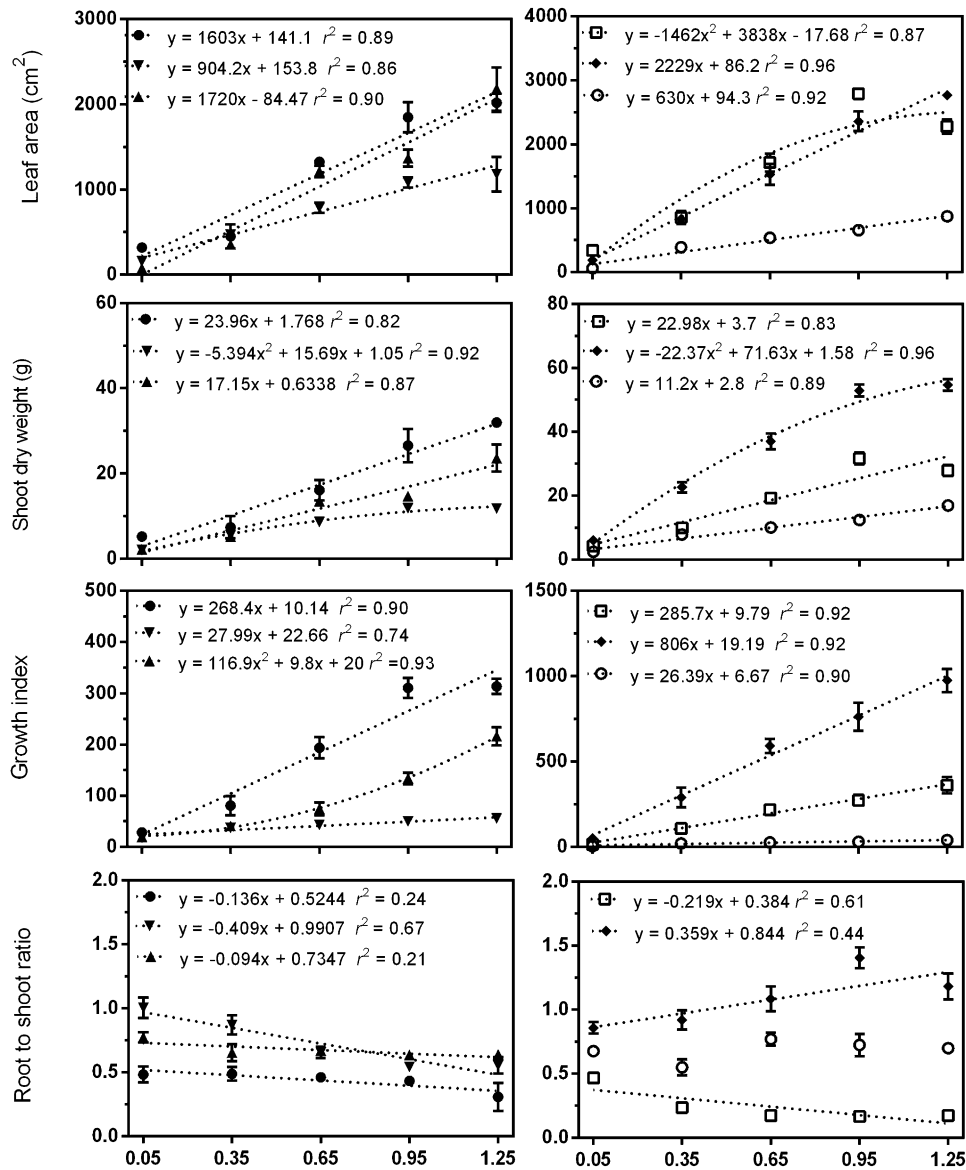 Leaf area (cm²)
3000
2000
1000
0
y = 1603x + 141.1 r² = 0.89
y = 904.2x + 153.8 r² = 0.86
y = 1720x - 84.47 r² = 0.90
4000
3000
2000
1000
0
y = -1462x² + 3838x - 17.68 r² = 0.87
y = 2229x + 86.2 r² = 0.96
y = 630x + 94.3 r² = 0.92
Shoot dry weight (g)
60
40
20
0
y = 23.96x + 1.768 r² = 0.82
y = -5.394x² + 15.69x + 1.05 r² = 0.92
y = 17.15x + 0.6338 r² = 0.87
80
60
40
20
0
y = 22.98x + 3.7 r² = 0.83
y = -22.37x² + 71.63x + 1.58 r² = 0.96
y = 11.2x + 2.8 r² = 0.89
Growth index
500
400
300
200
100
0
y = 268.4x + 10.14 r² = 0.90
y = 27.99x + 22.66 r² = 0.74
y = 116.9x² + 9.8x + 20 r² =0.93
1500
1000
500
0
y = 285.7x + 9.79 r² = 0.92
y = 806x + 19.19 r² = 0.92
y = 26.39x + 6.67 r² = 0.90
Root to shoot ratio
2.0
1.5
1.0
0.5
0.0
y = -0.136x + 0.5244 r² = 0.24
y = -0.409x + 0.9907 r² = 0.67
y = -0.094x + 0.7347 r² = 0.21
0.05 0.35 0.65 0.95 1.25
2.0
1.5
1.0
0.5
0.0
y = -0.219x + 0.384 r² = 0.61
y = 0.359x + 0.844 r² = 0.44
0.05 0.35 0.65 0.95 1.25